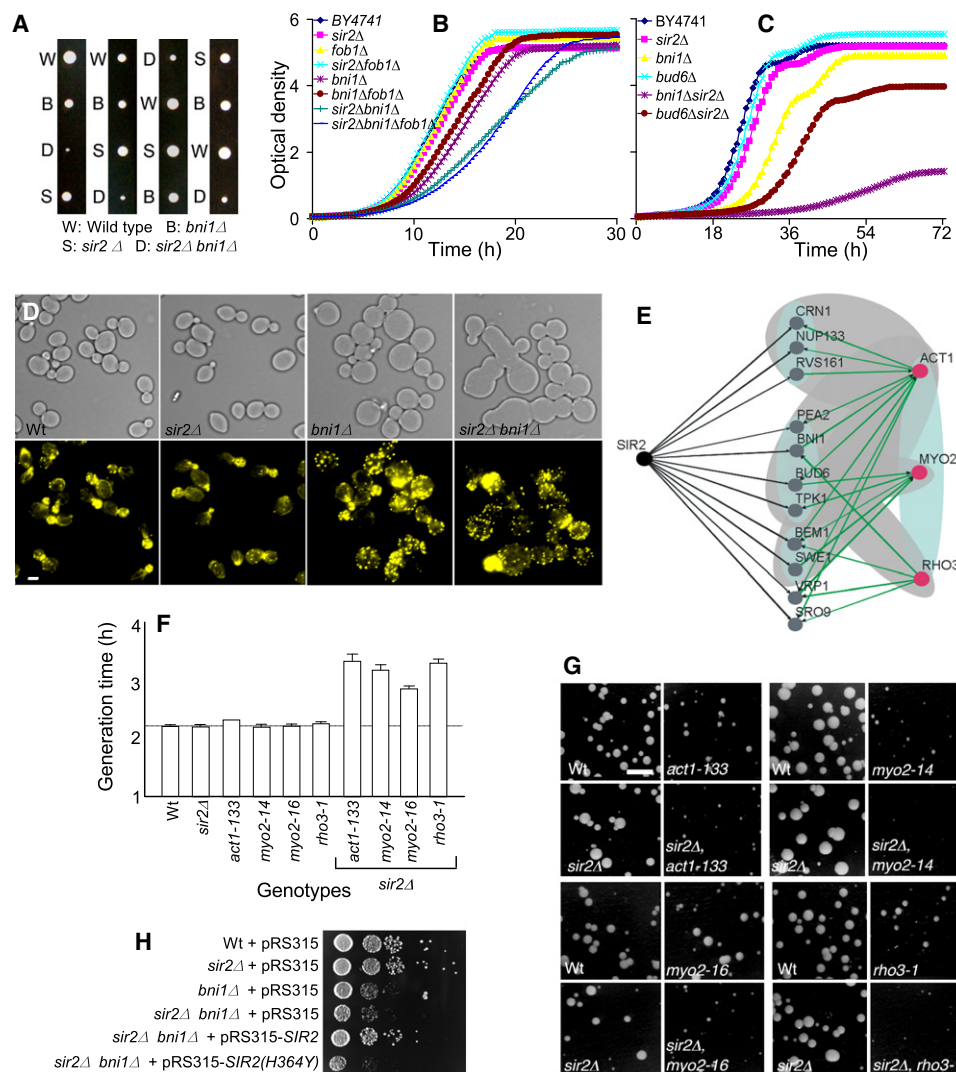 A
W W D S
B B W B
D S S W
S D B D
W: Wild type B: bni1Δ
S: sir2 Δ D: sir2Δ bni1Δ
B
BY4741
sir2Δ
fob1Δ
sir2Δfob1Δ
bni1Δ
bni1Δfob1Δ
sir2Δbni1Δ
sir2Δbni1Δfob1Δ
Optical density
6
4
2
0
0 10 20 30
Time (h)
C
BY4741
sir2Δ
bni1Δ
bud6Δ
bni1Δsir2Δ
bud6Δsir2Δ
0 18 36 54 72
Time (h)
D
Wt sir2Δ bni1Δ sir2Δ bni1Δ
E
SIR2
CRN1
NUP133
RVS161
PEA2
BNI1
BUD6
TPK1
BEM1
SWE1
VRP1
SRO9
ACT1
MYO2
RHO3
F
Generation time (h)
4
3
2
1
Wt
sir2Δ
act1-133
myo2-14
myo2-16
rho3-1
act1-133
myo2-14
myo2-16
rho3-1
sir2Δ
Genotypes
G
Wt act1-133 Wt myo2-14
sir2Δ sir2Δ, act1-133 sir2Δ sir2Δ, myo2-14
Wt myo2-16 Wt rho3-1
sir2Δ sir2Δ, myo2-16 sir2Δ sir2Δ, rho3-
H
Wt + pRS315
sir2Δ + pRS315
bni1Δ + pRS315
sir2Δ bni1Δ + pRS315
sir2Δ bni1Δ + pRS315-SIR2
sir2Δ bni1Δ + pRS315-SIR2(H364Y)